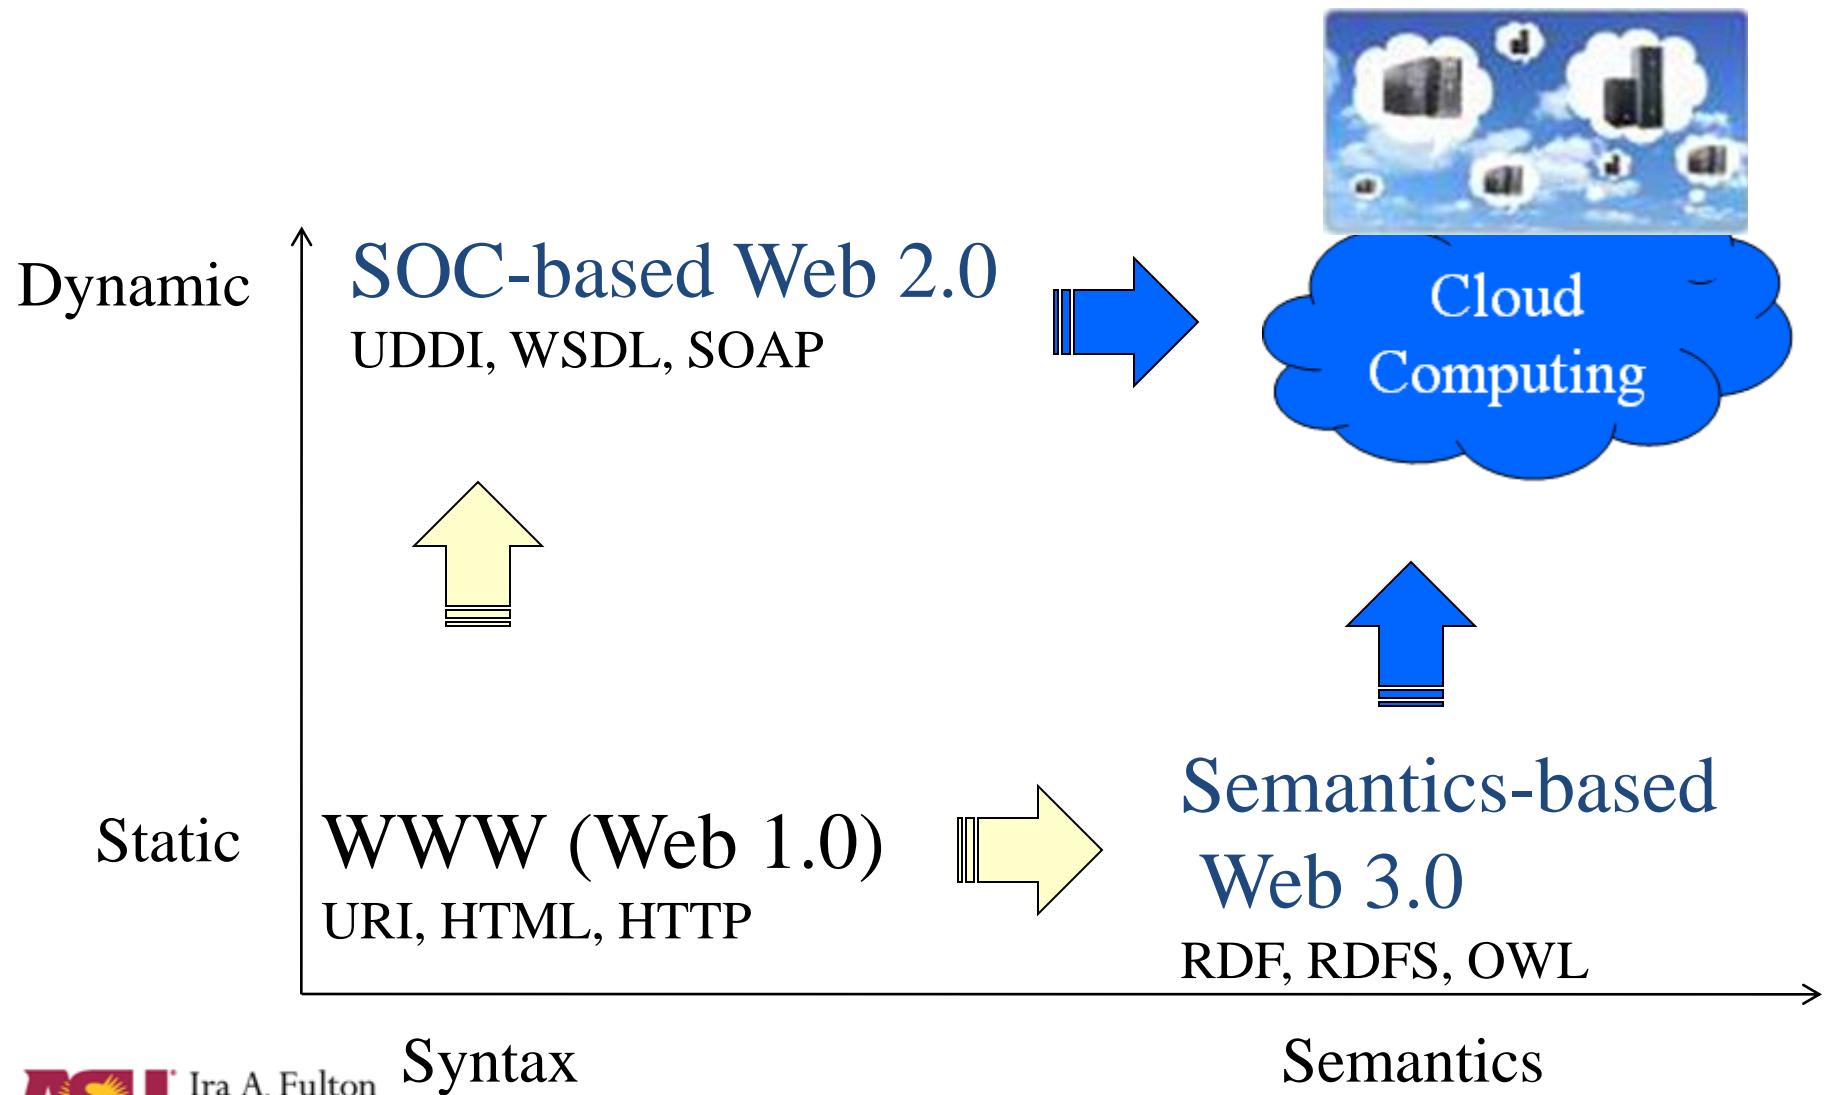 Dynamic
SOC-based Web 2.0
UDDI, WSDL, SOAP
Cloud
Computing
Static
WWW (Web 1.0)
URI, HTML, HTTP
Semantics-based
Web 3.0
RDF, RDFS, OWL
Syntax
Semantics
ASU Ira A. Fulton